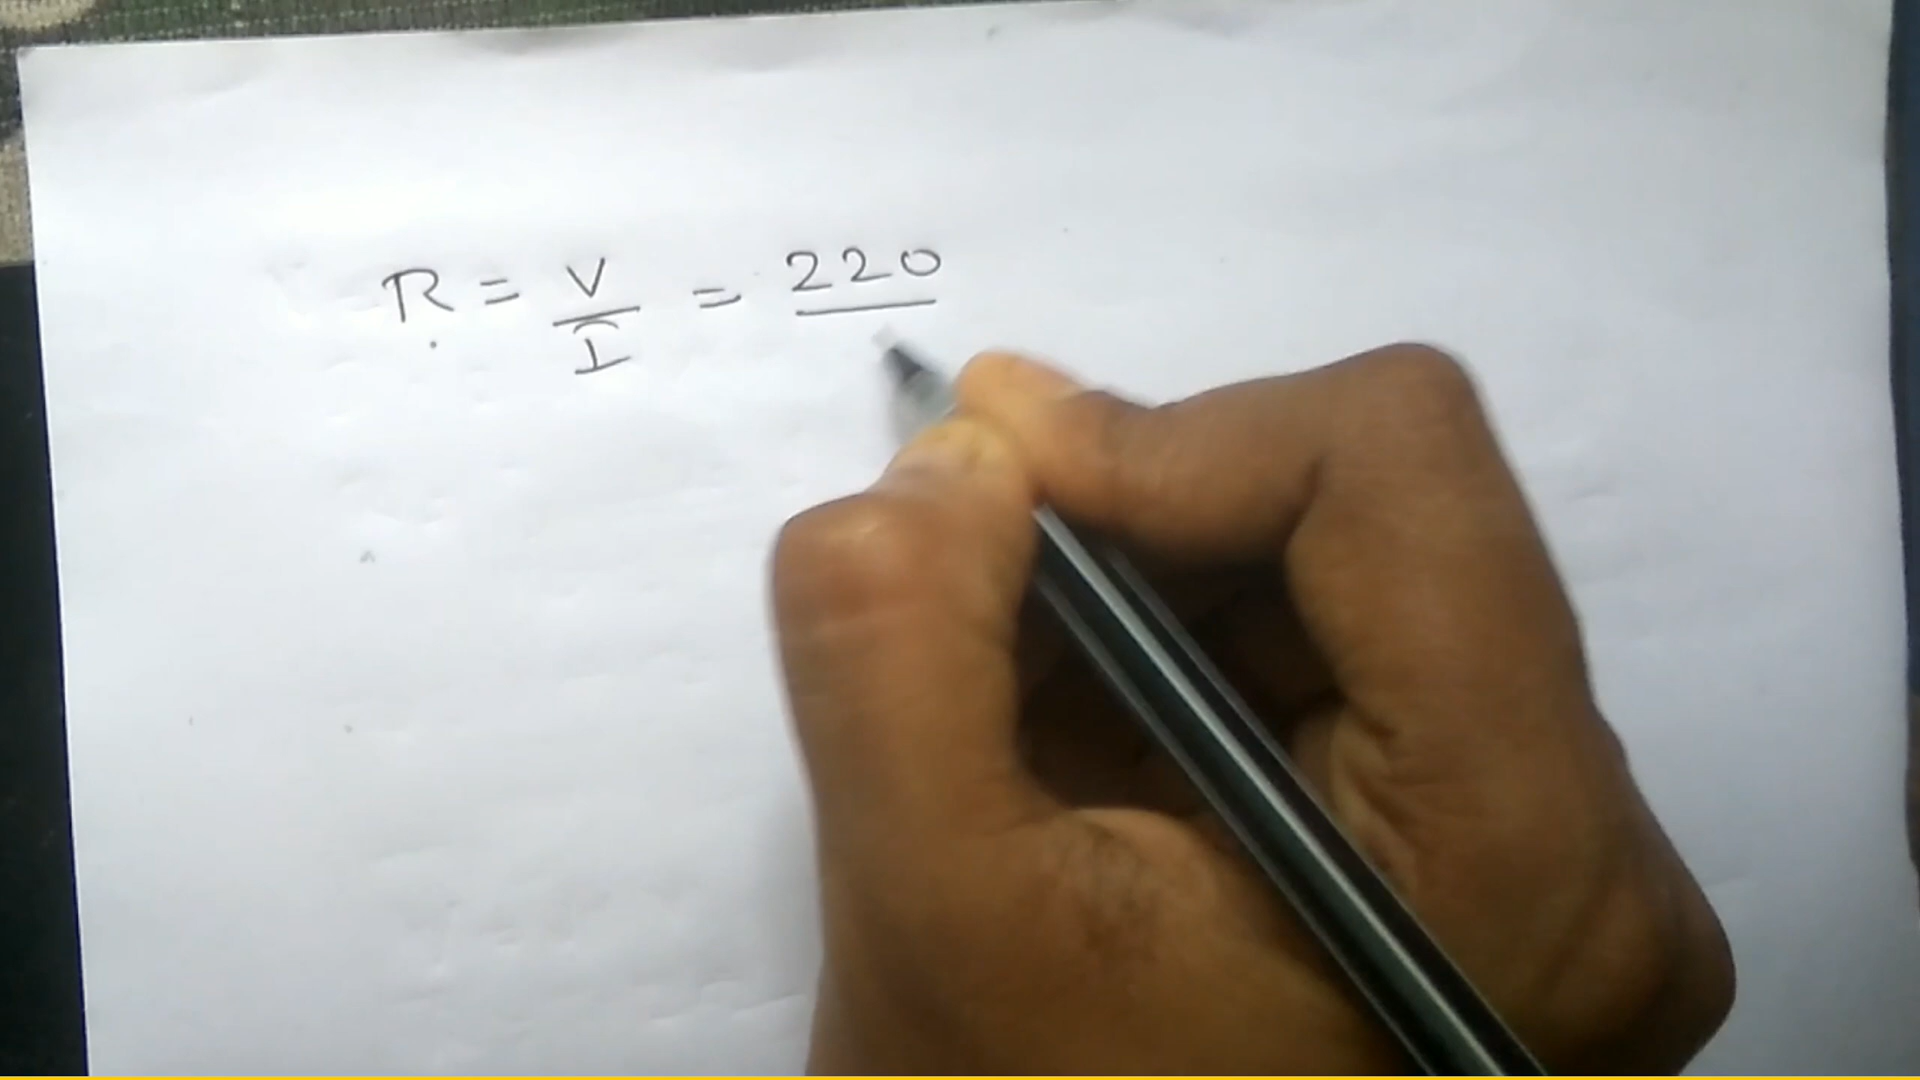 R = V/I = 220/